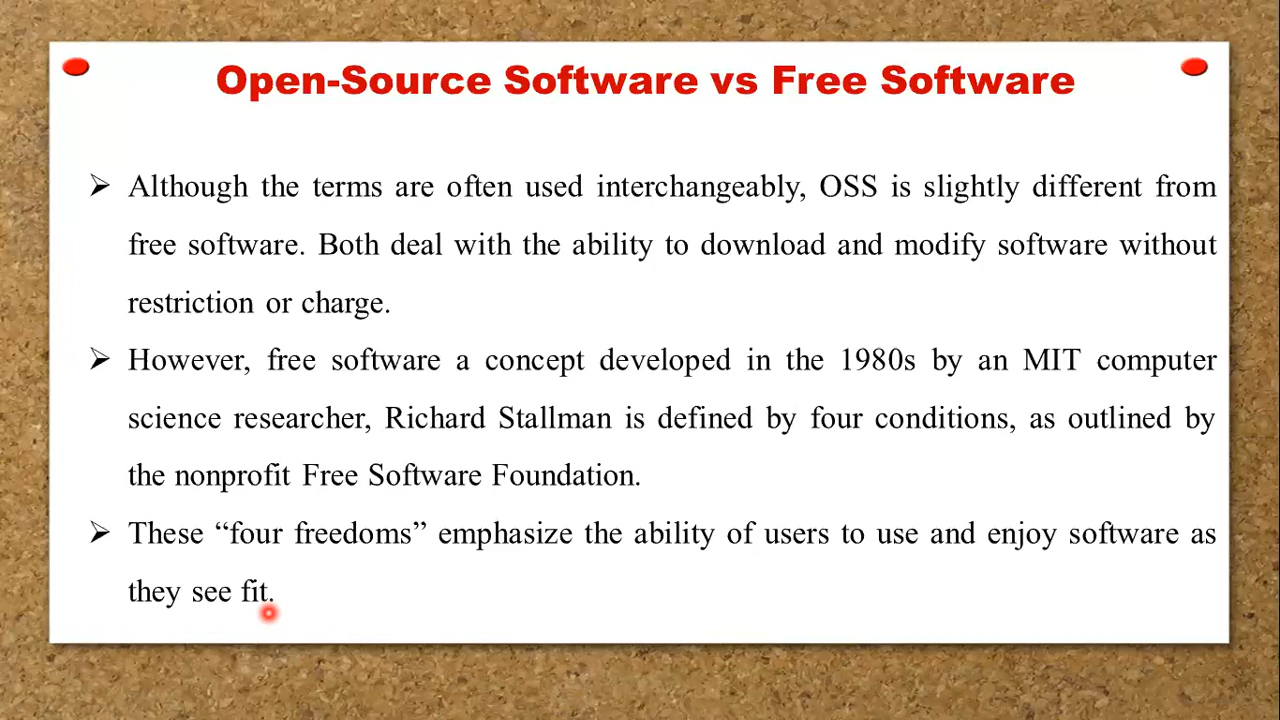 Open-Source Software vs Free Software
➢ Although the terms are often used interchangeably, OSS is slightly different from
free software. Both deal with the ability to download and modify software without
restriction or charge.
➢ However, free software a concept developed in the 1980s by an MIT computer
science researcher, Richard Stallman is defined by four conditions, as outlined by
the nonprofit Free Software Foundation.
➢ These “four freedoms” emphasize the ability of users to use and enjoy software as
they see fit.